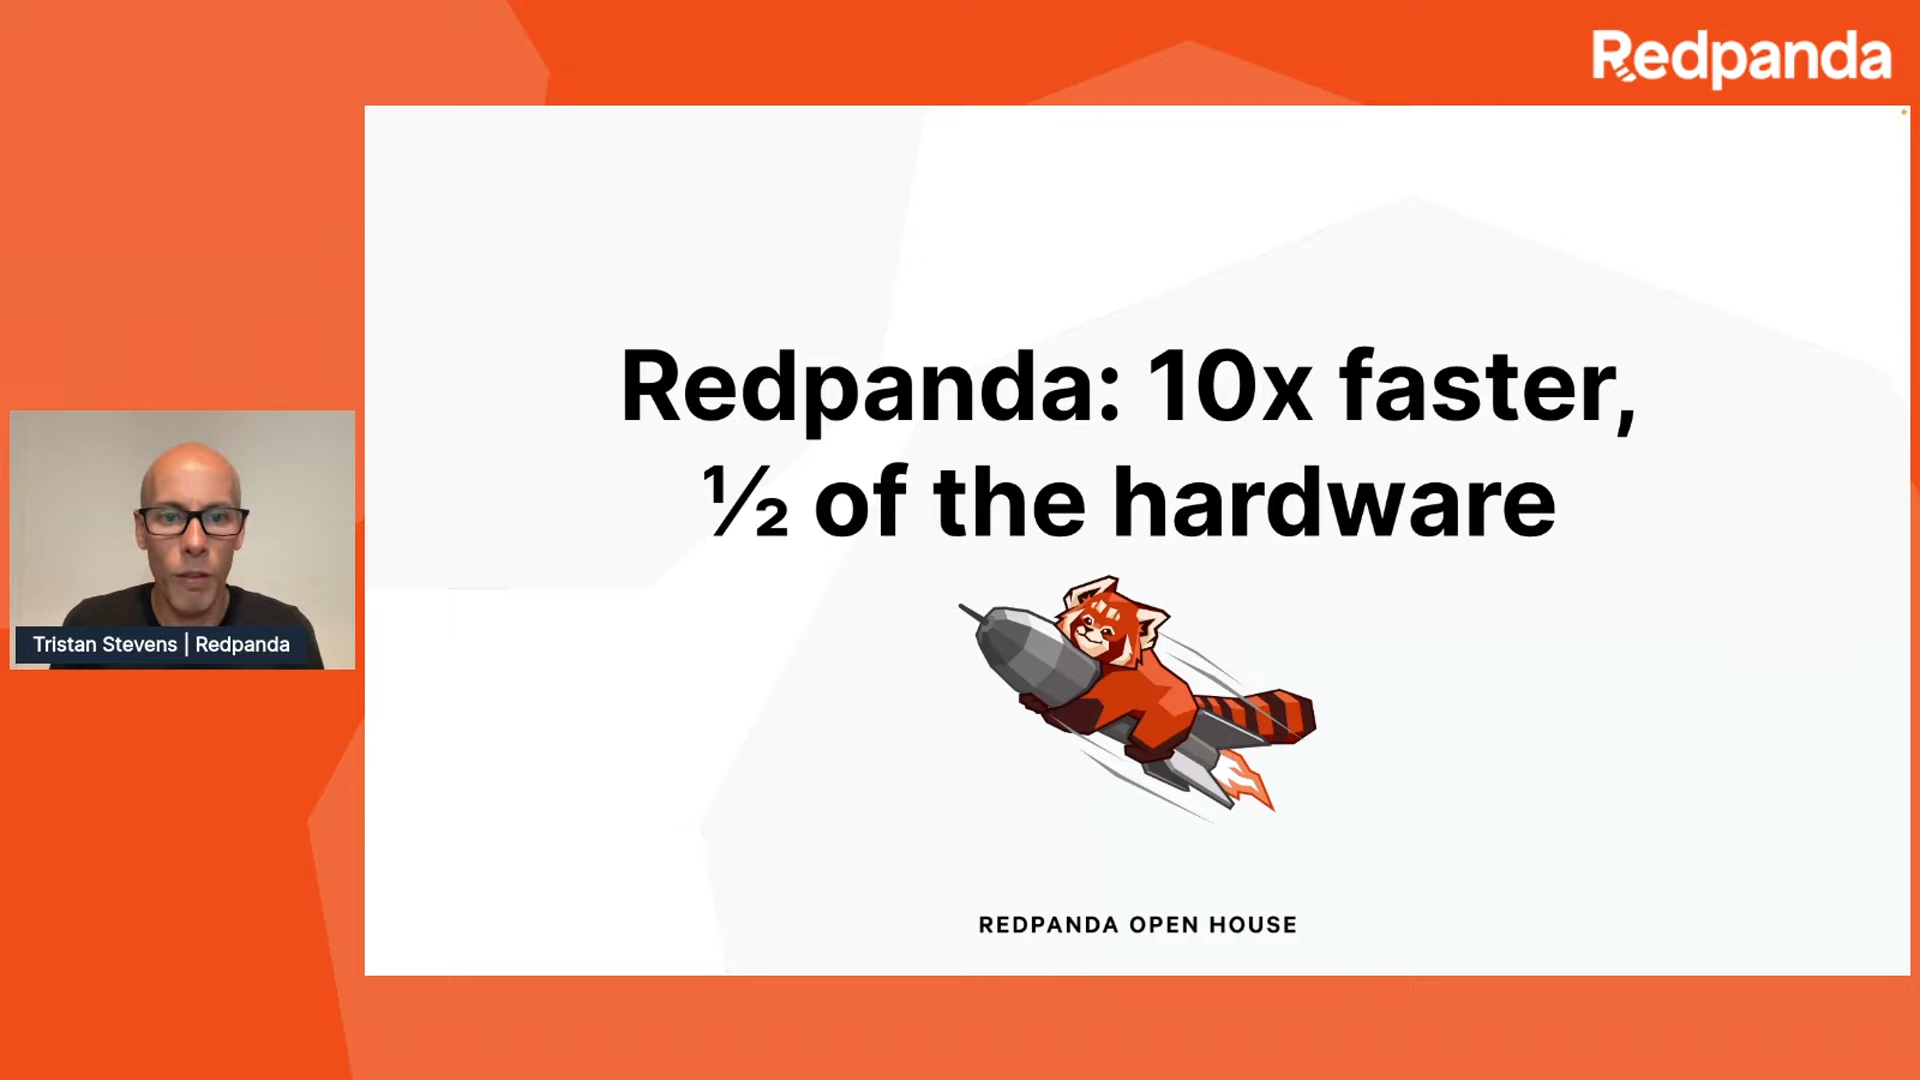 Redpanda
Redpanda: 10x faster,
½ of the hardware
Tristan Stevens | Redpanda
REDPANDA OPEN HOUSE